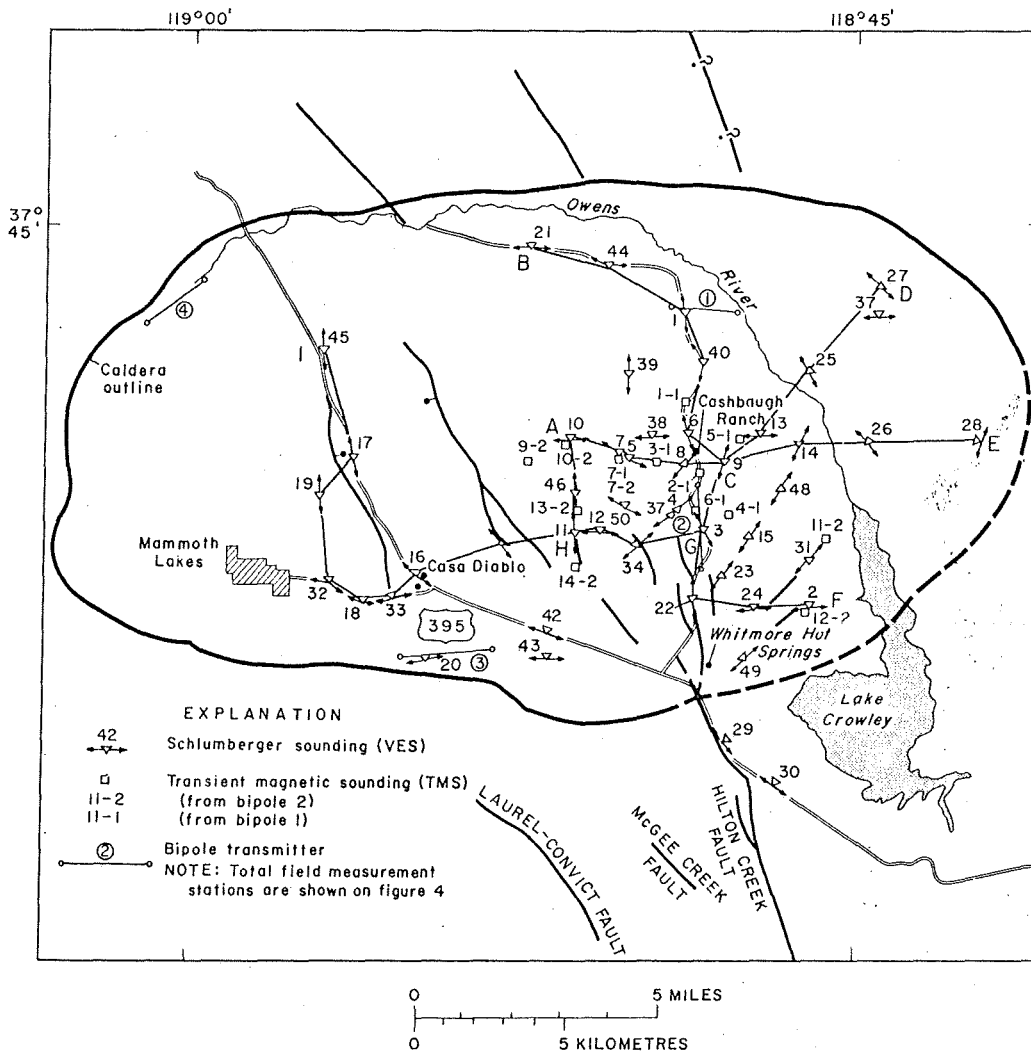 119°00'
118°45'
?
?
37°
45'
Owens
River
21
B
44
①
1
27
D
37
④
45
I
40
39
25
Caldera
outline
1-1
Cashbaugh
Ranch
A
10
38
6
5-1
13
9-2
10-2
7
5
3-1
8
9
C
14
26
28
E
17
7-1
7-2
2-1
46
19
13-2
37
4
6-1
4-1
48
11
12
50
②
3
11-2
H
G
15
31
34
Mammoth
Lakes
16
Casa Diablo
14-2
23
32
18
33
22
24
2
F
12-2
395
42
Whitmore Hot
Springs
43
20
③
49
Lake
Crowley
29
30
EXPLANATION
42
Schlumberger sounding (VES)
Transient magnetic sounding (TMS)
11-2 (from bipole 2)
11-1 (from bipole 1)
② Bipole transmitter
NOTE: Total field measurement
stations are shown on figure 4
LAUREL-CONVICT FAULT
McGEE CREEK
FAULT
HILTON CREEK
FAULT
0 5 MILES
0 5 KILOMETRES